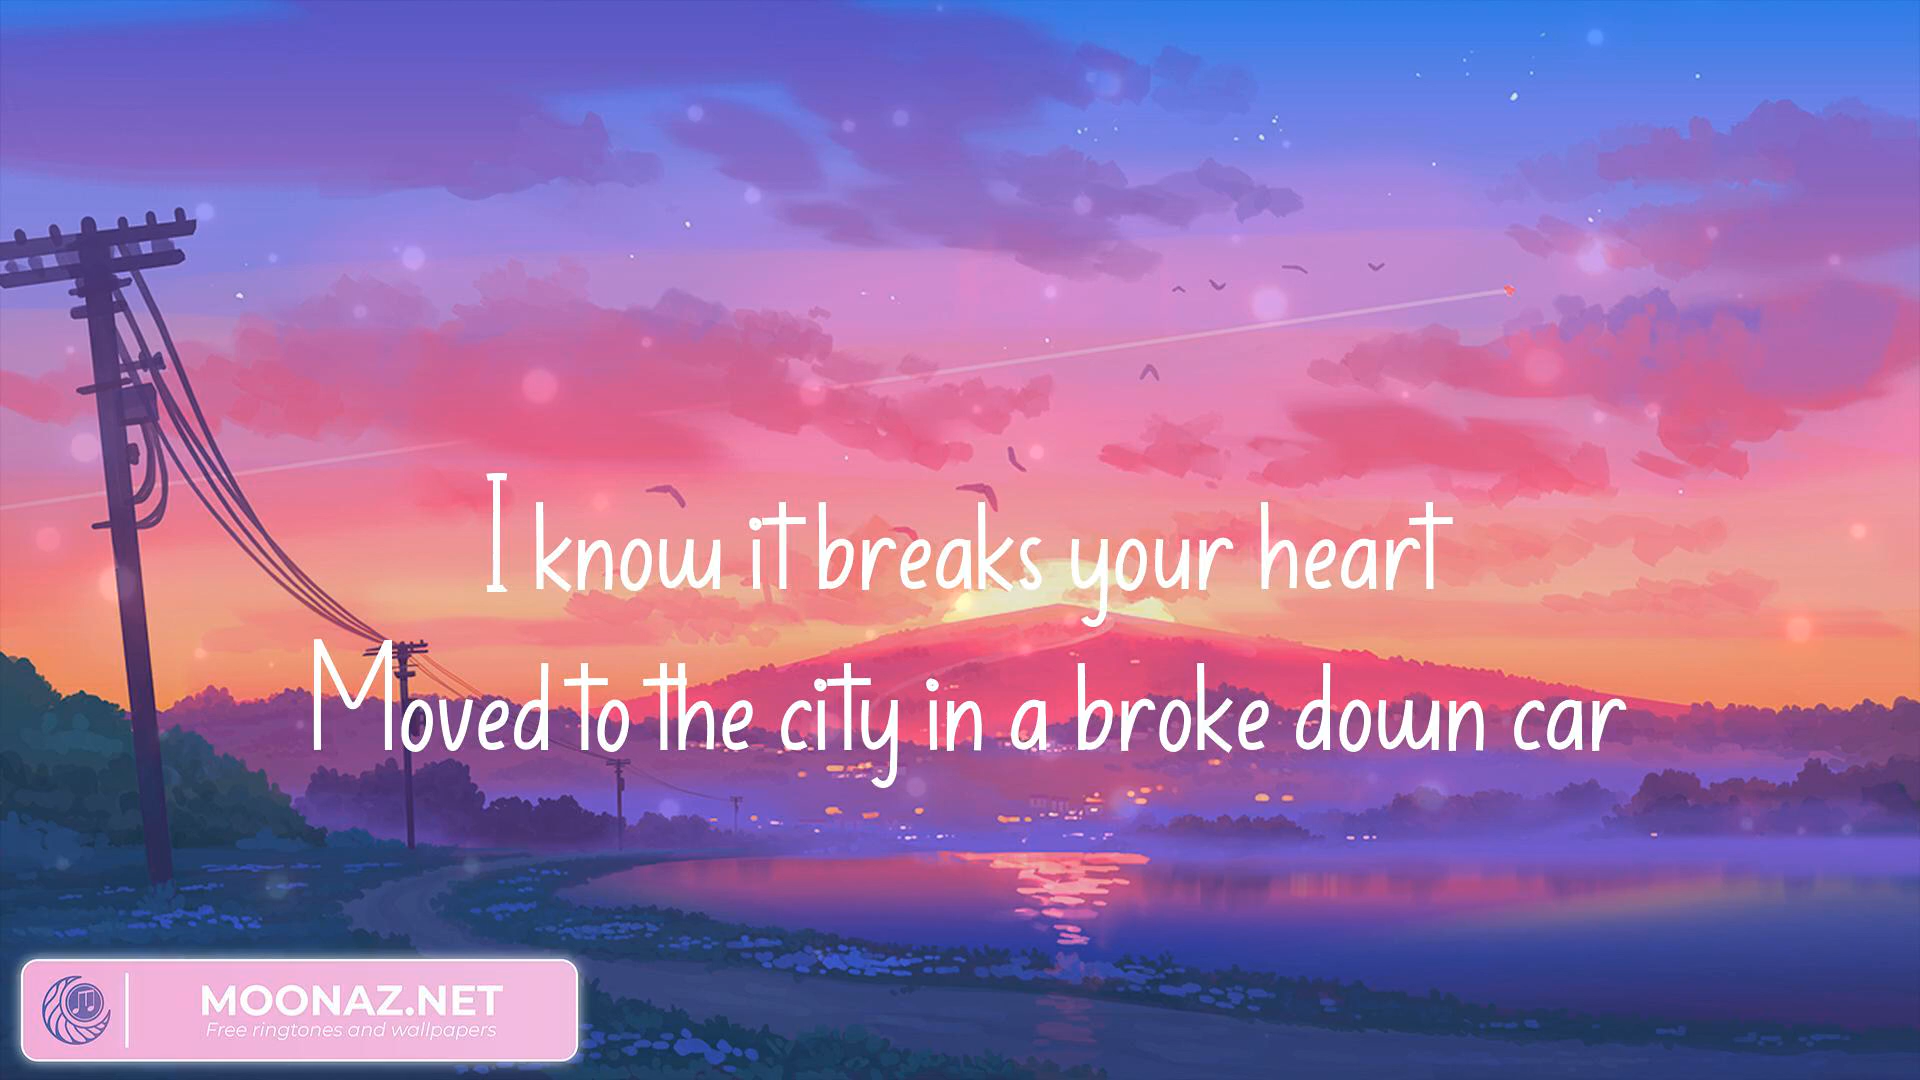 I know it breaks your heart
Moved to the city in a broke down car
MOONAZ.NET
Free ringtones and wallpapers